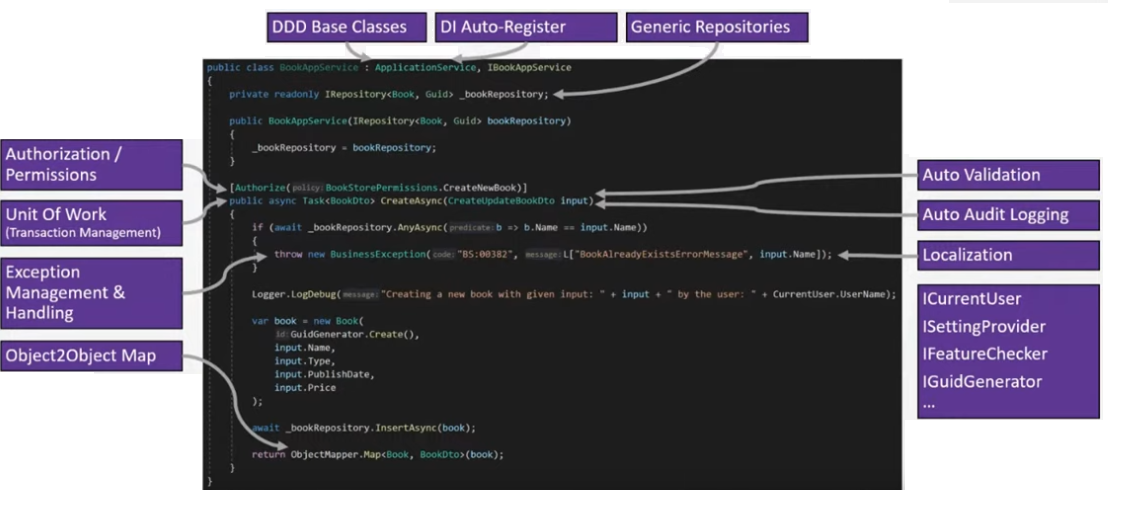 DDD Base Classes
DI Auto-Register
Generic Repositories
public class BookAppService : ApplicationService, IBookAppService
{
private readonly IRepository<Book, Guid> _bookRepository;
public BookAppService(IRepository<Book, Guid> bookRepository)
{
_bookRepository = bookRepository;
}
[Authorize(policy:BookStorePermissions.CreateNewBook)]
public async Task<BookDto> CreateAsync(CreateUpdateBookDto input)
{
if (await _bookRepository.AnyAsync(predicate:b => b.Name == input.Name))
{
throw new BusinessException(code:"BS:00382", message:L["BookAlreadyExistsErrorMessage", input.Name]);
}
Logger.LogDebug(message:"Creating a new book with given input: " + input + " by the user: " + CurrentUser.UserName);
var book = new Book(
id:GuidGenerator.Create(),
input.Name,
input.Type,
input.PublishDate,
input.Price
);
await _bookRepository.InsertAsync(book);
return ObjectMapper.Map<Book, BookDto>(book);
}
}
Authorization /
Permissions
Unit Of Work
(Transaction Management)
Exception
Management &
Handling
Object2Object Map
Auto Validation
Auto Audit Logging
Localization
ICurrentUser
ISettingProvider
IFeatureChecker
IGuidGenerator
...